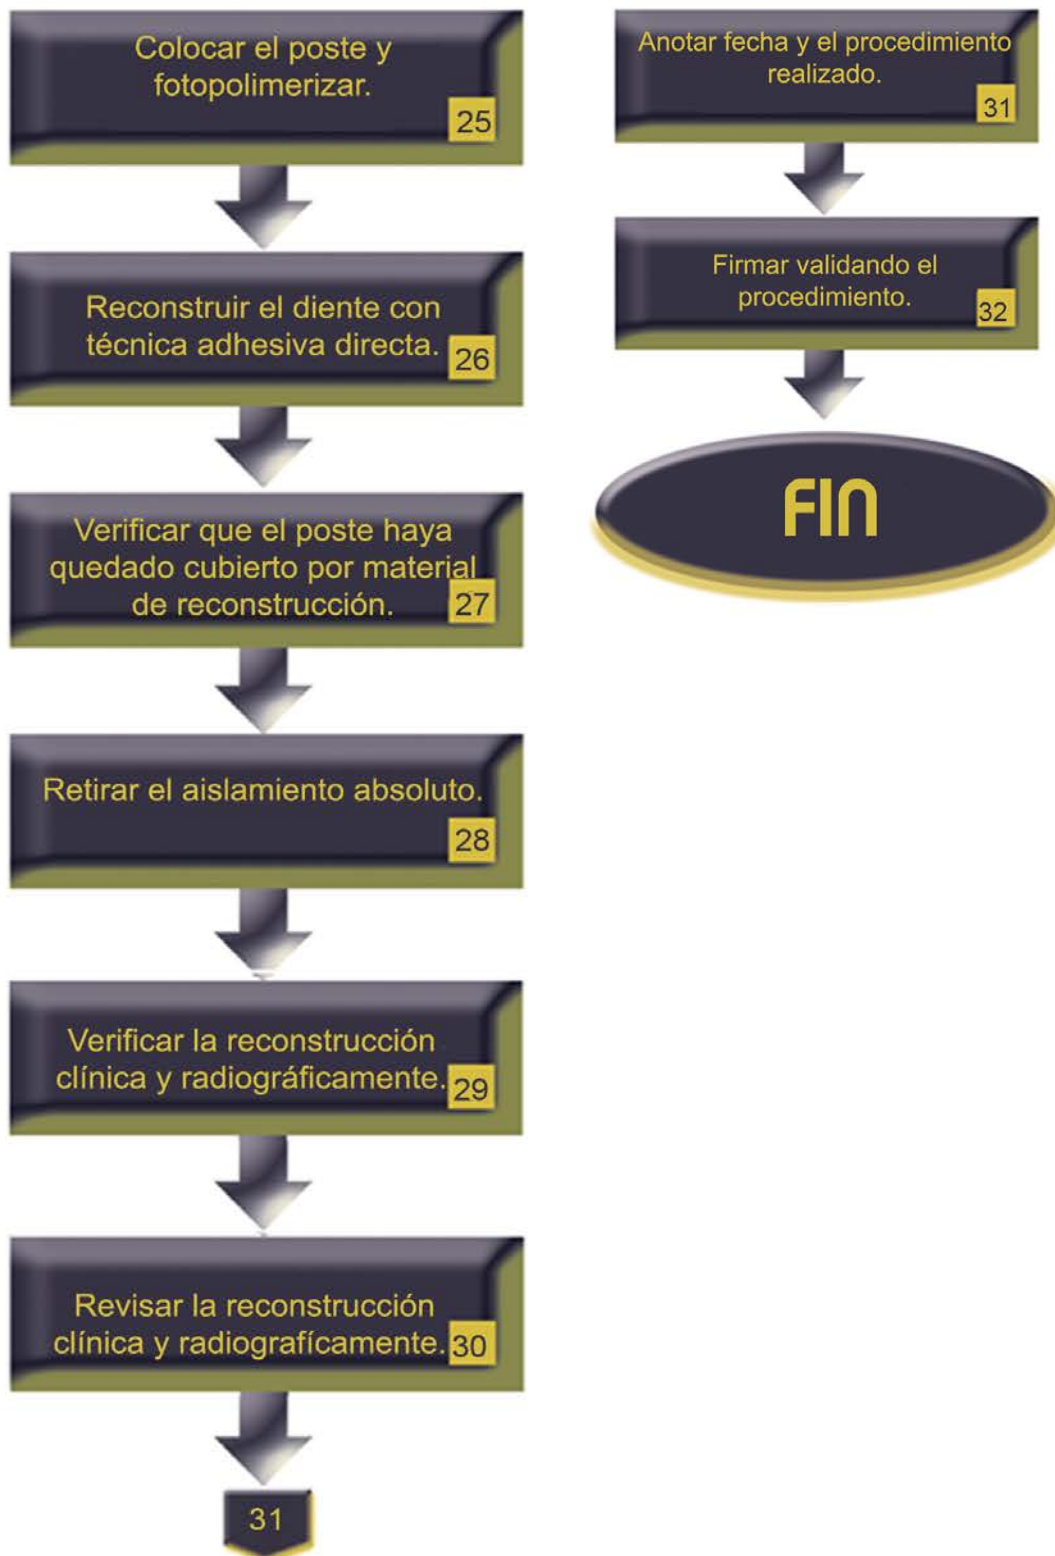 Colocar el poste y
fotopolimerizar.
25
Reconstruir el diente con
técnica adhesiva directa.
26
Verificar que el poste haya
quedado cubierto por material
de reconstrucción.
27
Retirar el aislamiento absoluto.
28
Verificar la reconstrucción
clínica y radiográficamente.
29
Revisar la reconstrucción
clínica y radiografícamente.
30
31
Anotar fecha y el procedimiento
realizado.
31
Firmar validando el
procedimiento.
32
FIN